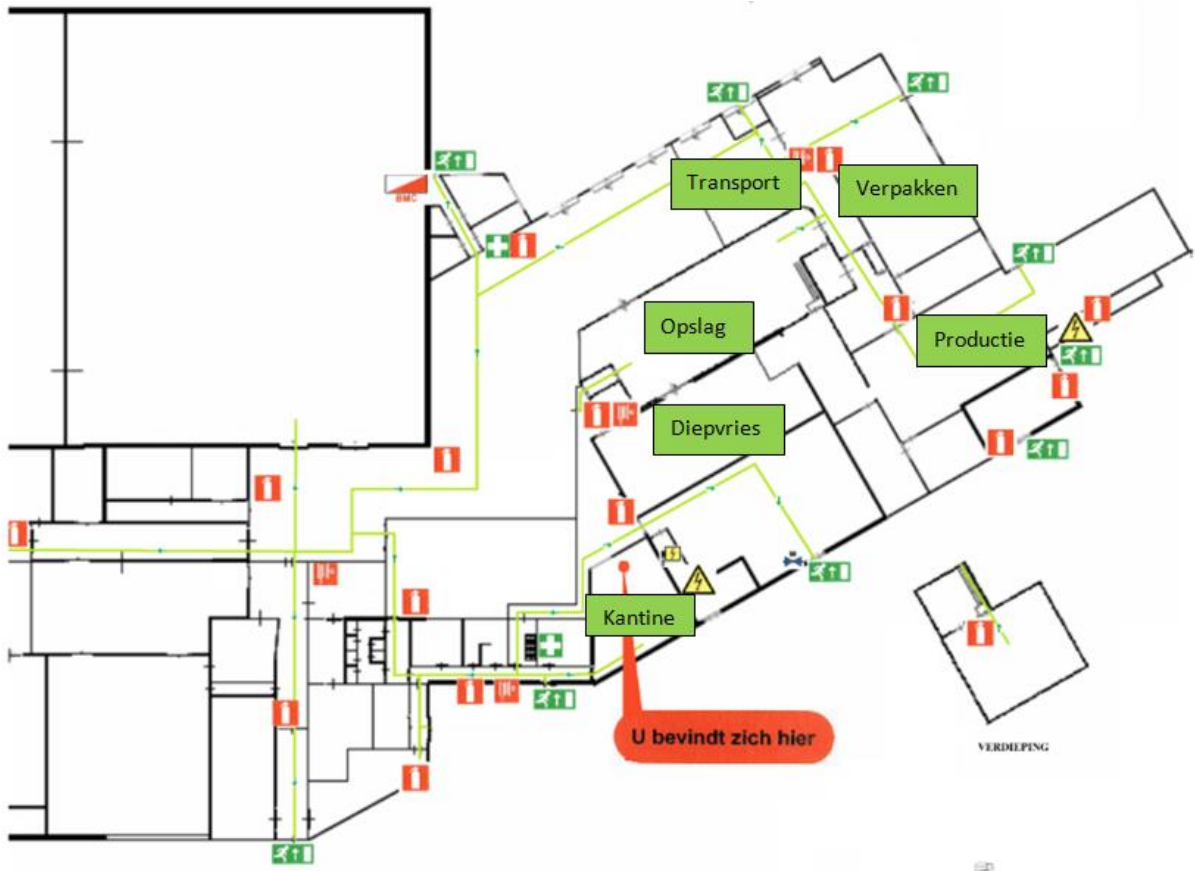 Transport
Verpakken
BMC
Opslag
Productie
Diepvries
Kantine
U bevindt zich hier
VERDIEPING